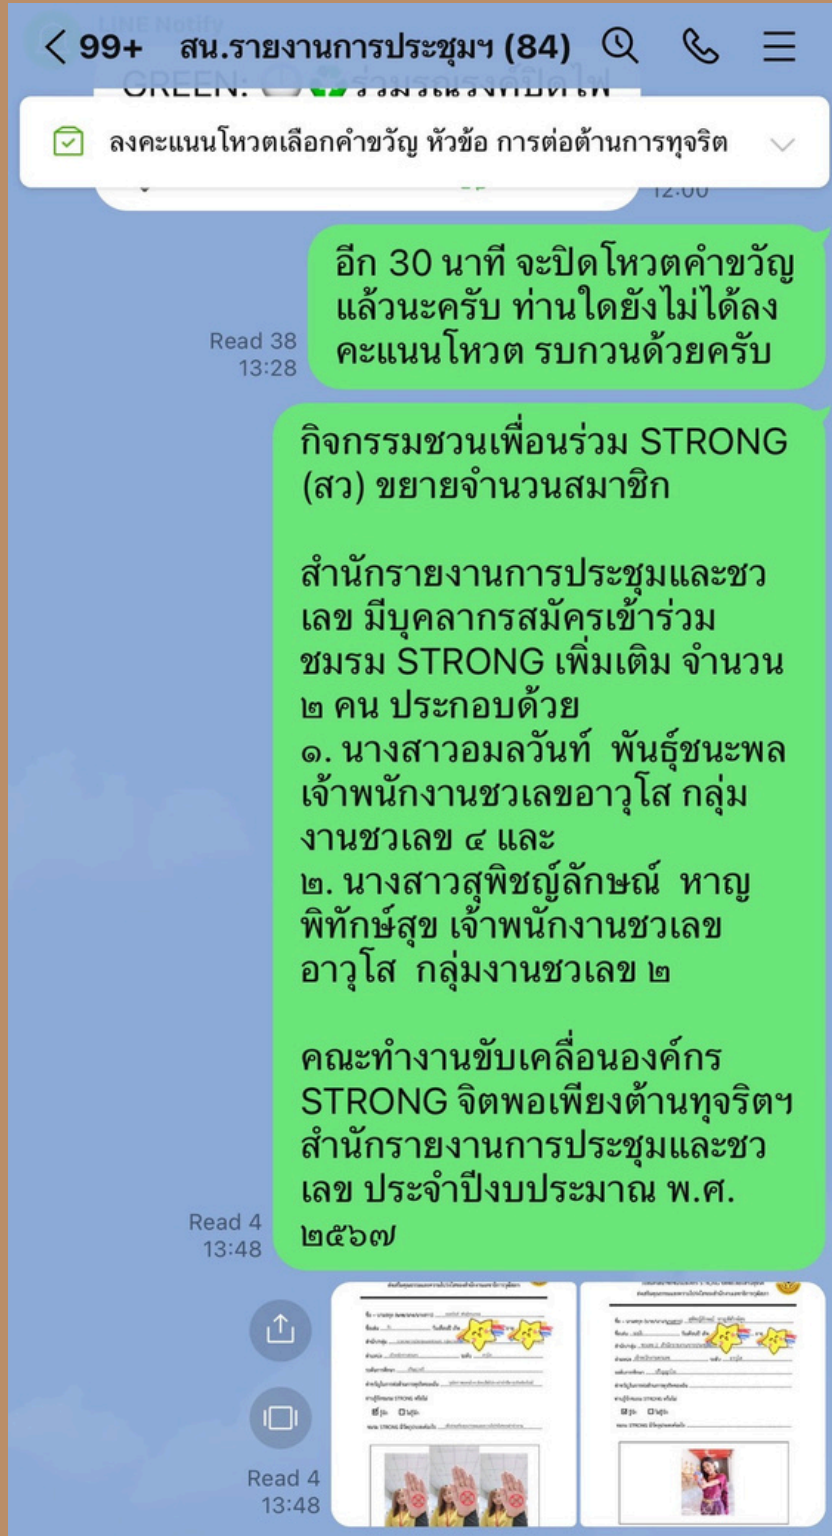 LINE Notify
99+ สน.รายงานการประชุมฯ (84)
GREEN: ร่วมรณรงค์ปิดไฟ
ลงคะแนนโหวตเลือกคำขวัญ หัวข้อ การต่อต้านการทุจริต
12:00
อีก 30 นาที จะปิดโหวตคำขวัญ
แล้วนะครับ ท่านใดยังไม่ได้ลง
คะแนนโหวต รบกวนด้วยครับ
Read 38
13:28
กิจกรรมชวนเพื่อนร่วม STRONG
(สว) ขยายจำนวนสมาชิก
สำนักรายงานการประชุมและชว
เลข มีบุคลากรสมัครเข้าร่วม
ชมรม STRONG เพิ่มเติม จำนวน
๒ คน ประกอบด้วย
๑. นางสาวอมลวันท์ พันธุ์ชนะพล
เจ้าพนักงานชวเลขอาวุโส กลุ่ม
งานชวเลข ๔ และ
๒. นางสาวสุพิชญ์ลักษณ์ หาญ
พิทักษ์สุข เจ้าพนักงานชวเลข
อาวุโส กลุ่มงานชวเลข ๒
คณะทำงานขับเคลื่อนองค์กร
STRONG จิตพอเพียงต้านทุจริตฯ
สำนักรายงานการประชุมและชว
เลข ประจำปีงบประมาณ พ.ศ.
๒๕๖๗
Read 4
13:48
Read 4
13:48